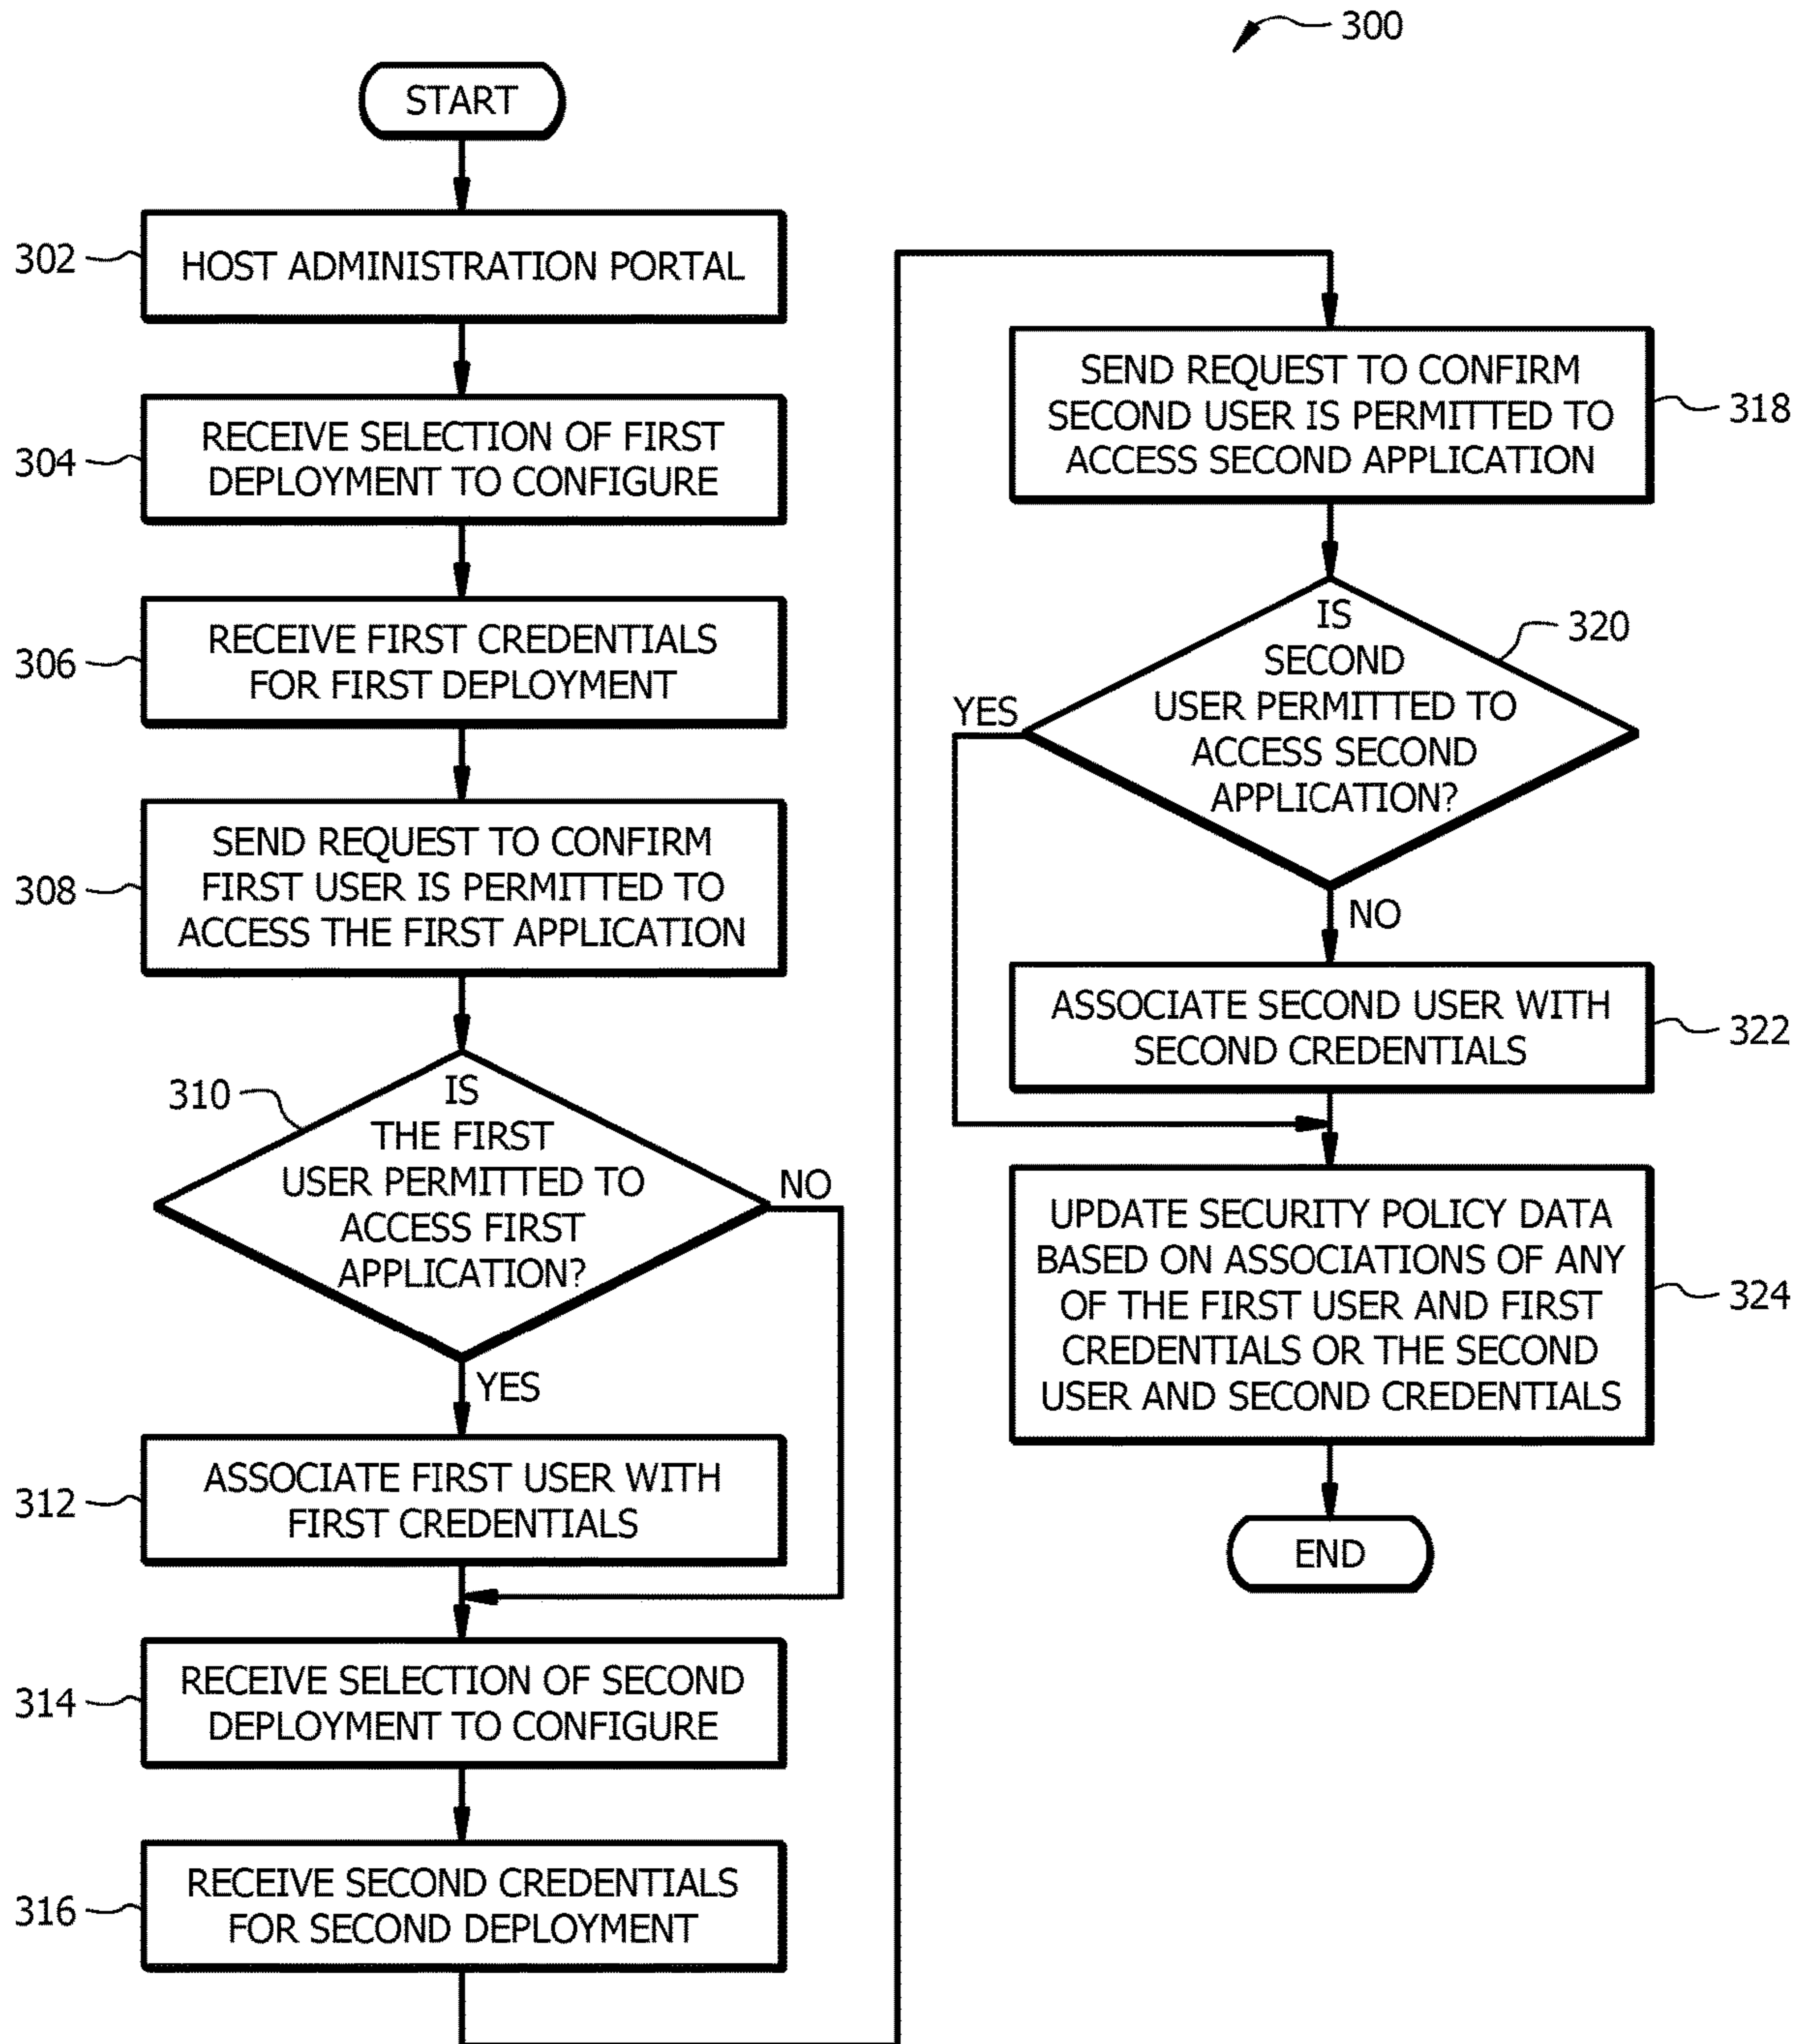 300
START
302
HOST ADMINISTRATION PORTAL
304
RECEIVE SELECTION OF FIRST
DEPLOYMENT TO CONFIGURE
306
RECEIVE FIRST CREDENTIALS
FOR FIRST DEPLOYMENT
308
SEND REQUEST TO CONFIRM
FIRST USER IS PERMITTED TO
ACCESS THE FIRST APPLICATION
310
IS
THE FIRST
USER PERMITTED TO
ACCESS FIRST
APPLICATION?
NO
YES
312
ASSOCIATE FIRST USER WITH
FIRST CREDENTIALS
314
RECEIVE SELECTION OF SECOND
DEPLOYMENT TO CONFIGURE
316
RECEIVE SECOND CREDENTIALS
FOR SECOND DEPLOYMENT
SEND REQUEST TO CONFIRM
SECOND USER IS PERMITTED TO
ACCESS SECOND APPLICATION
318
IS
SECOND
USER PERMITTED TO
ACCESS SECOND
APPLICATION?
320
YES
NO
ASSOCIATE SECOND USER WITH
SECOND CREDENTIALS
322
UPDATE SECURITY POLICY DATA
BASED ON ASSOCIATIONS OF ANY
OF THE FIRST USER AND FIRST
CREDENTIALS OR THE SECOND
USER AND SECOND CREDENTIALS
324
END